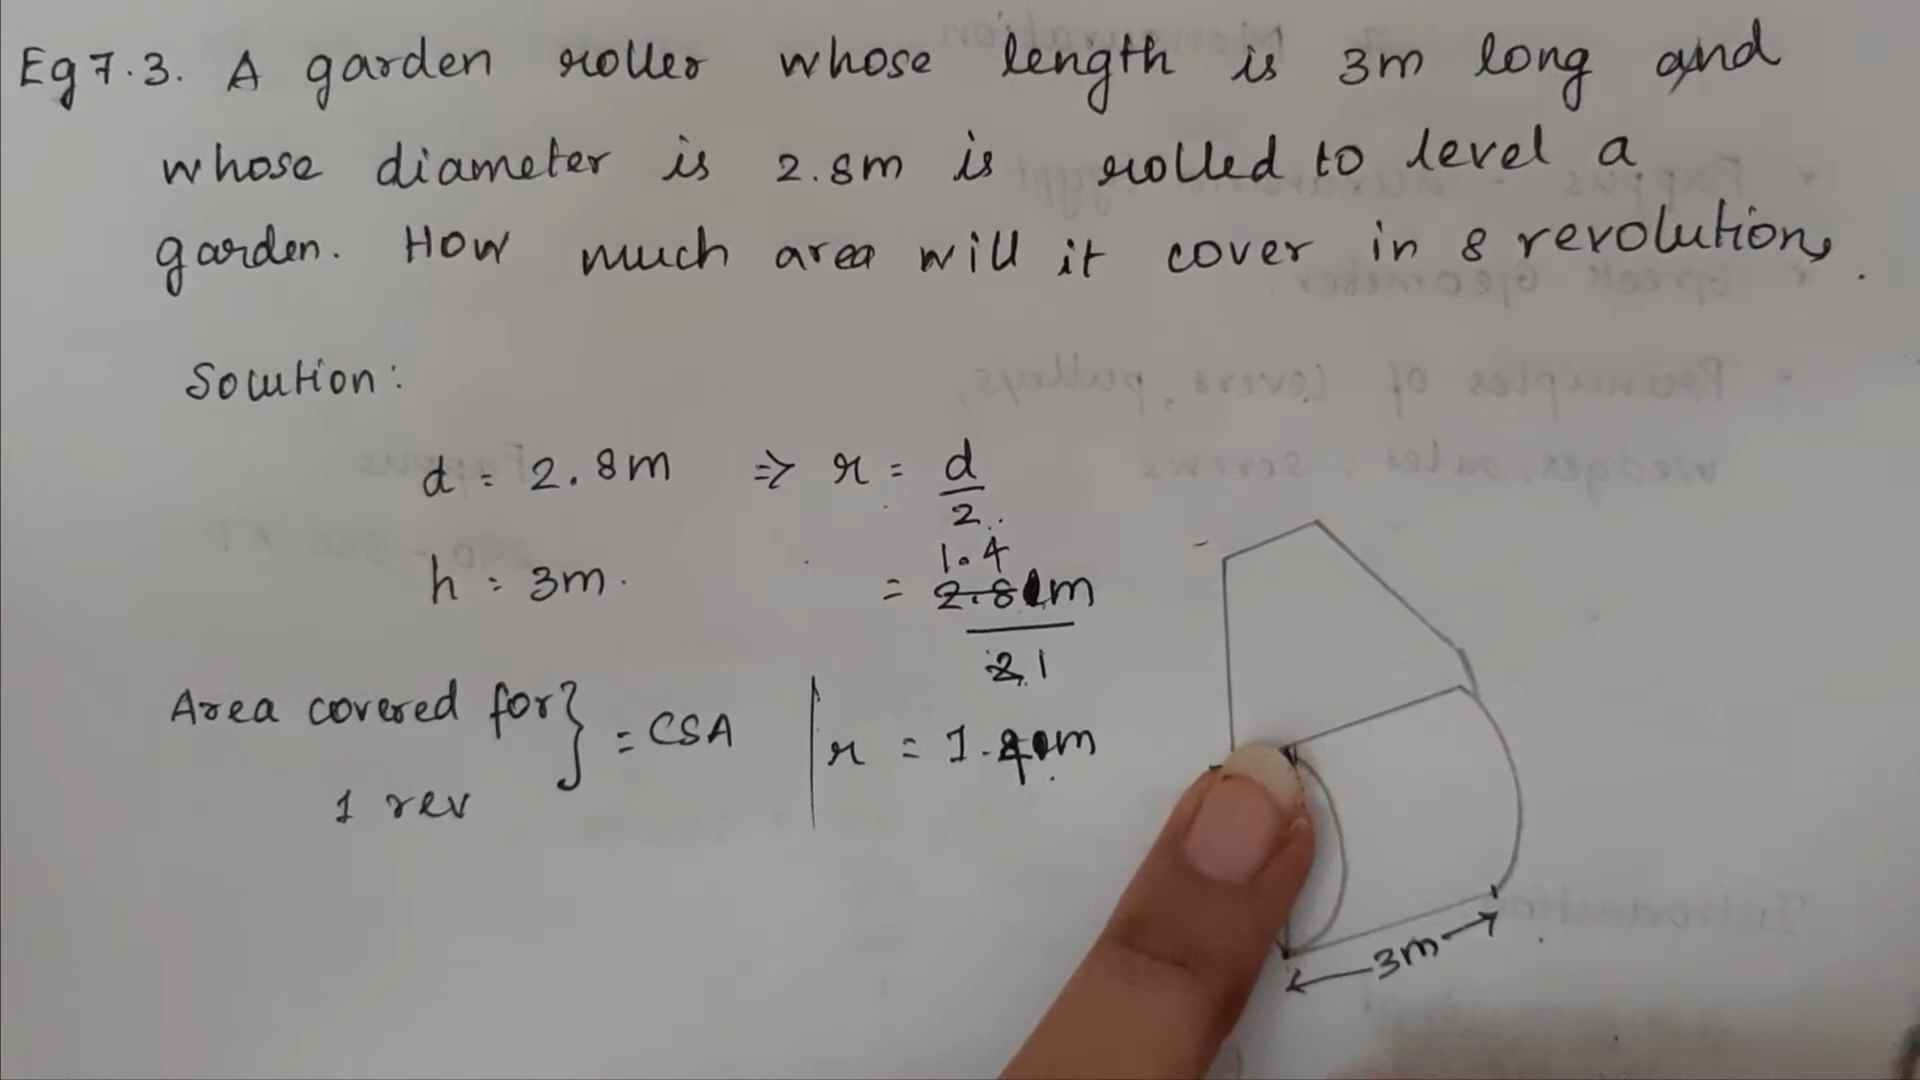 Eg 7.3. A garden roller whose length is 3m long and
whose diameter is 2.8m is rolled to level a
garden. How much area will it cover in 8 revolutions.
Solution:
d = 2.8m ⇒ r = d/2
h = 3m.
1.4
= 2.8m
2 1
Area covered for } = CSA
1 rev
r = 1.4m
3m